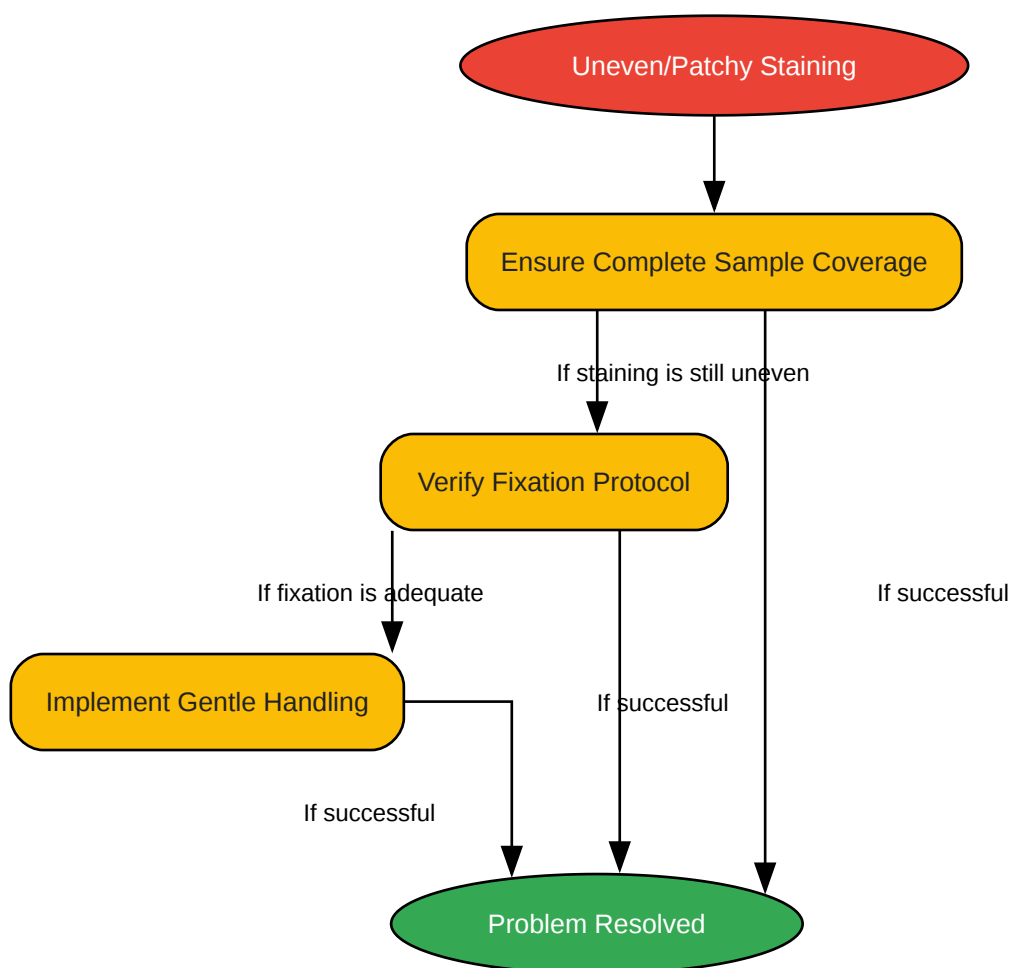 Uneven/Patchy Staining
Ensure Complete Sample Coverage
If staining is still uneven
Verify Fixation Protocol
If fixation is adequate
If successful
Implement Gentle Handling
If successful
If successful
Problem Resolved